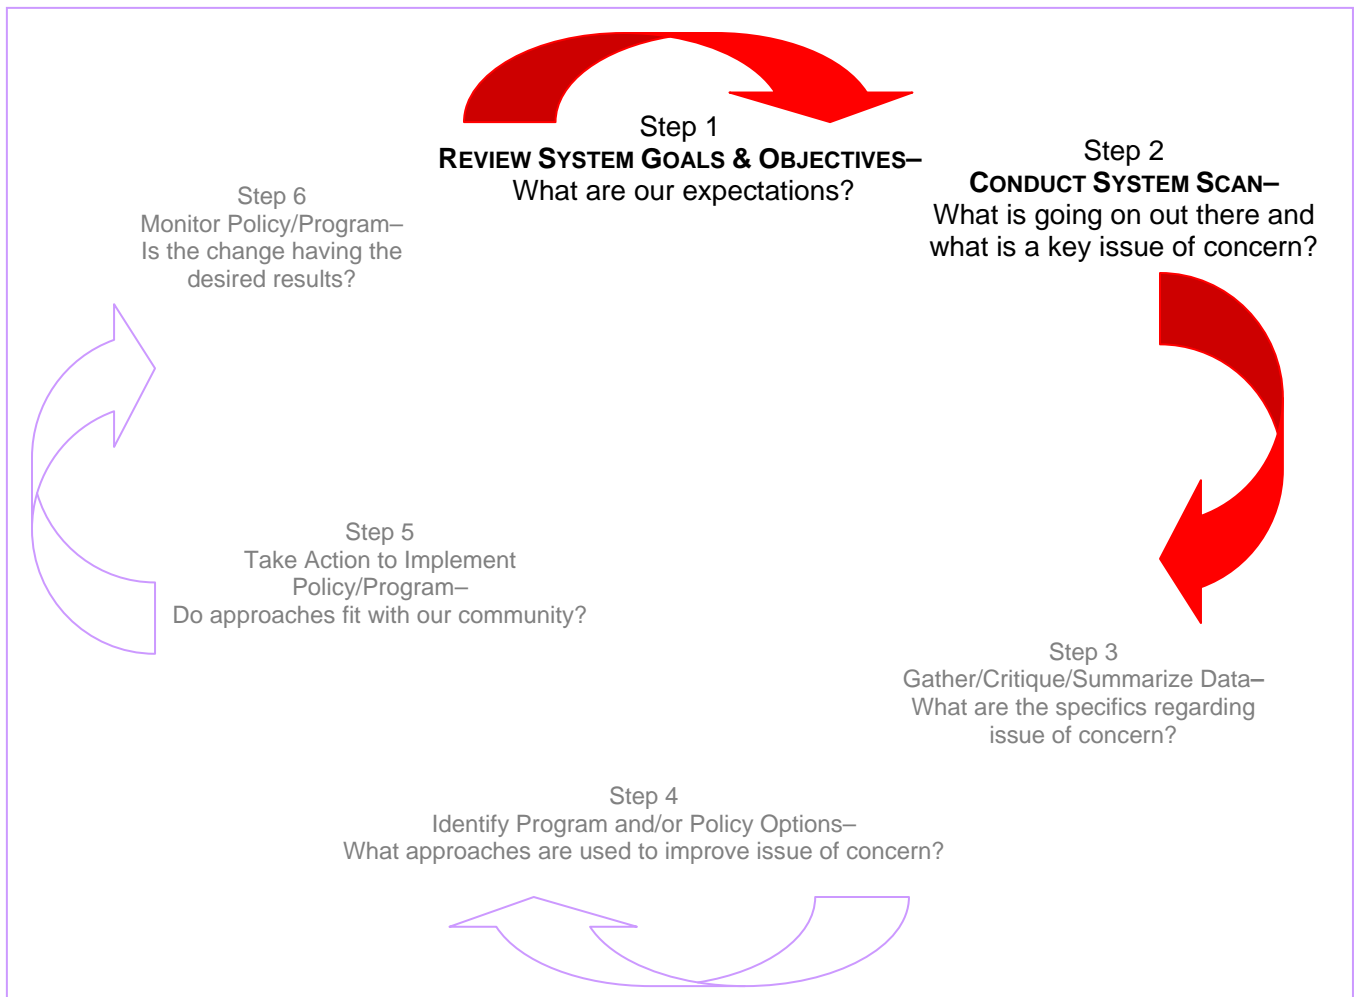 Step 1
REVIEW SYSTEM GOALS & OBJECTIVES–
What are our expectations?
Step 2
CONDUCT SYSTEM SCAN–
What is going on out there and
what is a key issue of concern?
Step 3
Gather/Critique/Summarize Data–
What are the specifics regarding
issue of concern?
Step 4
Identify Program and/or Policy Options–
What approaches are used to improve issue of concern?
Step 5
Take Action to Implement
Policy/Program–
Do approaches fit with our community?
Step 6
Monitor Policy/Program–
Is the change having the
desired results?